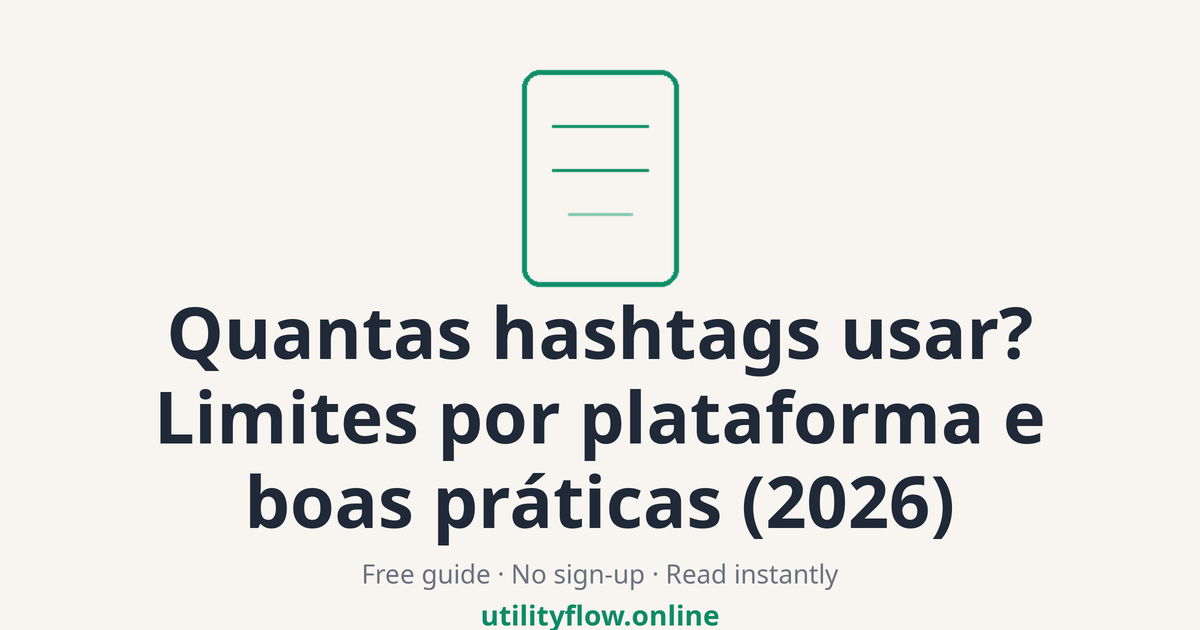 Quantas hashtags usar?
Limites por plataforma e
boas práticas (2026)
Free guide · No sign-up · Read instantly
utilityflow.online